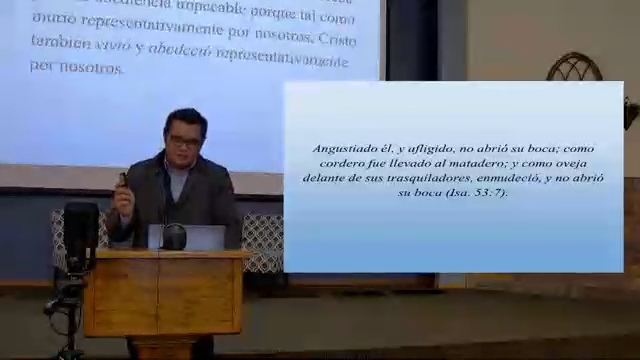 obediencia impecable porque tal como
murió representativamente por nosotros, Cristo
también vivió y obedeció representativamente
por nosotros.
Angustiado él, y afligido, no abrió su boca; como
cordero fue llevado al matadero; y como oveja
delante de sus trasquiladores, enmudeció, y no abrió
su boca (Isa. 53:7).